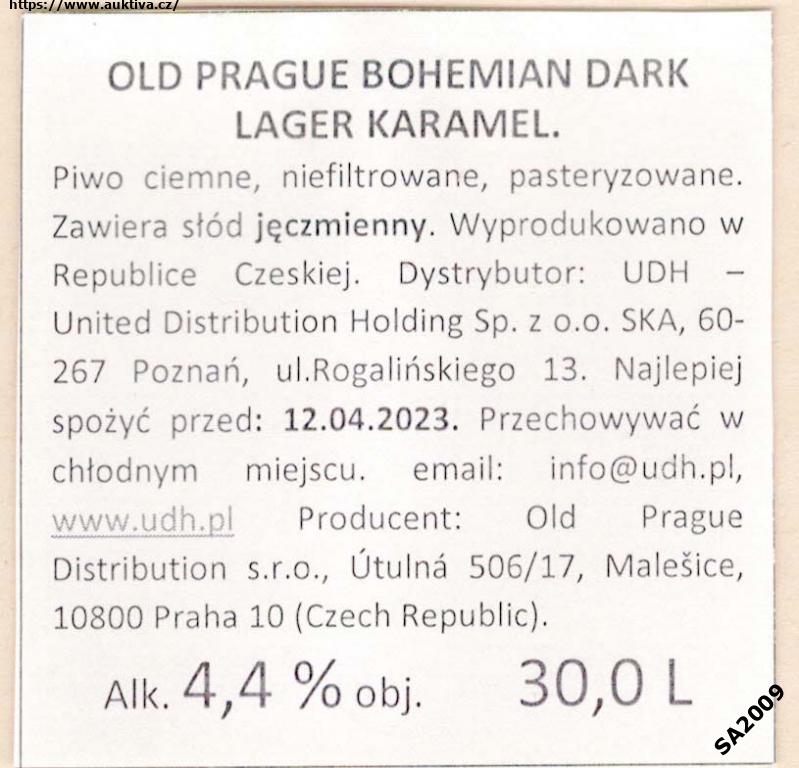 https://www.auktiva.cz/
OLD PRAGUE BOHEMIAN DARK
LAGER KARAMEL.
Piwo ciemne, niefiltrowane, pasteryzowane.
Zawiera słód jęczmienny. Wyprodukowano w
Republice Czeskiej. Dystrybutor: UDH –
United Distribution Holding Sp. z o.o. SKA, 60-
267 Poznań, ul.Rogalińskiego 13. Najlepiej
spożyć przed: 12.04.2023. Przechowywać w
chłodnym miejscu. email: info@udh.pl,
www.udh.pl Producent: Old Prague
Distribution s.r.o., Útulná 506/17, Malešice,
10800 Praha 10 (Czech Republic).
Alk. 4,4 % obj. 30,0 L
SA2009